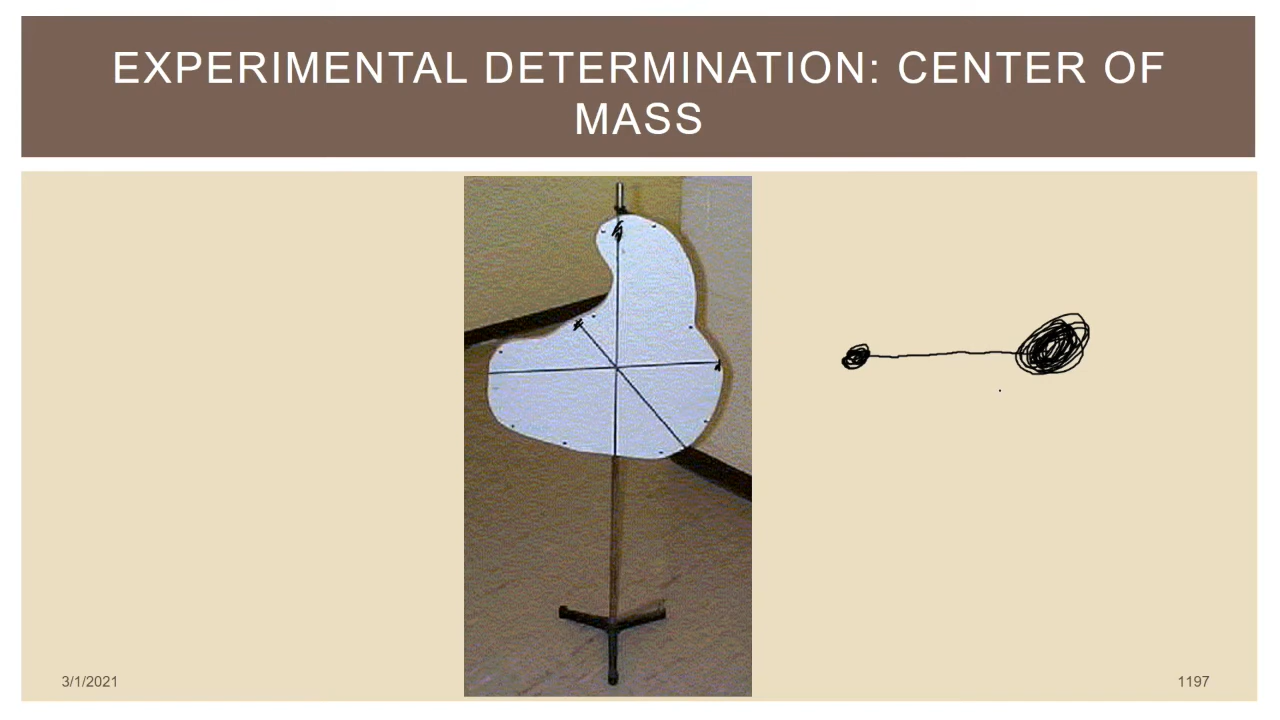 EXPERIMENTAL DETERMINATION: CENTER OF
MASS
3/1/2021
1197